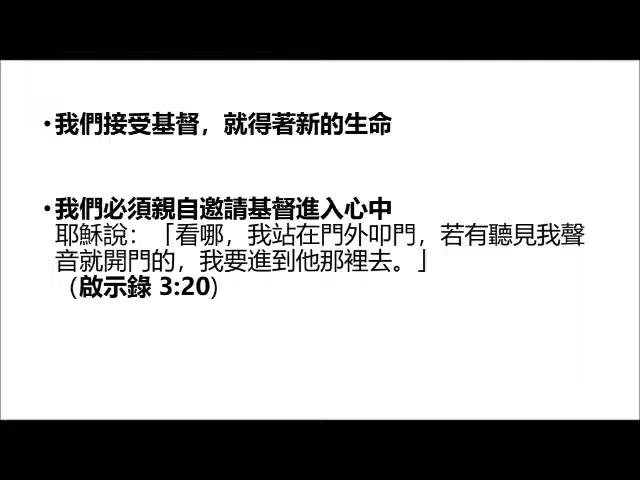 •我們接受基督，就得著新的生命
•我們必須親自邀請基督進入心中
耶穌說：「看哪，我站在門外叩門，若有聽見我聲
音就開門的，我要進到他那裡去。」
（啟示錄 3:20）